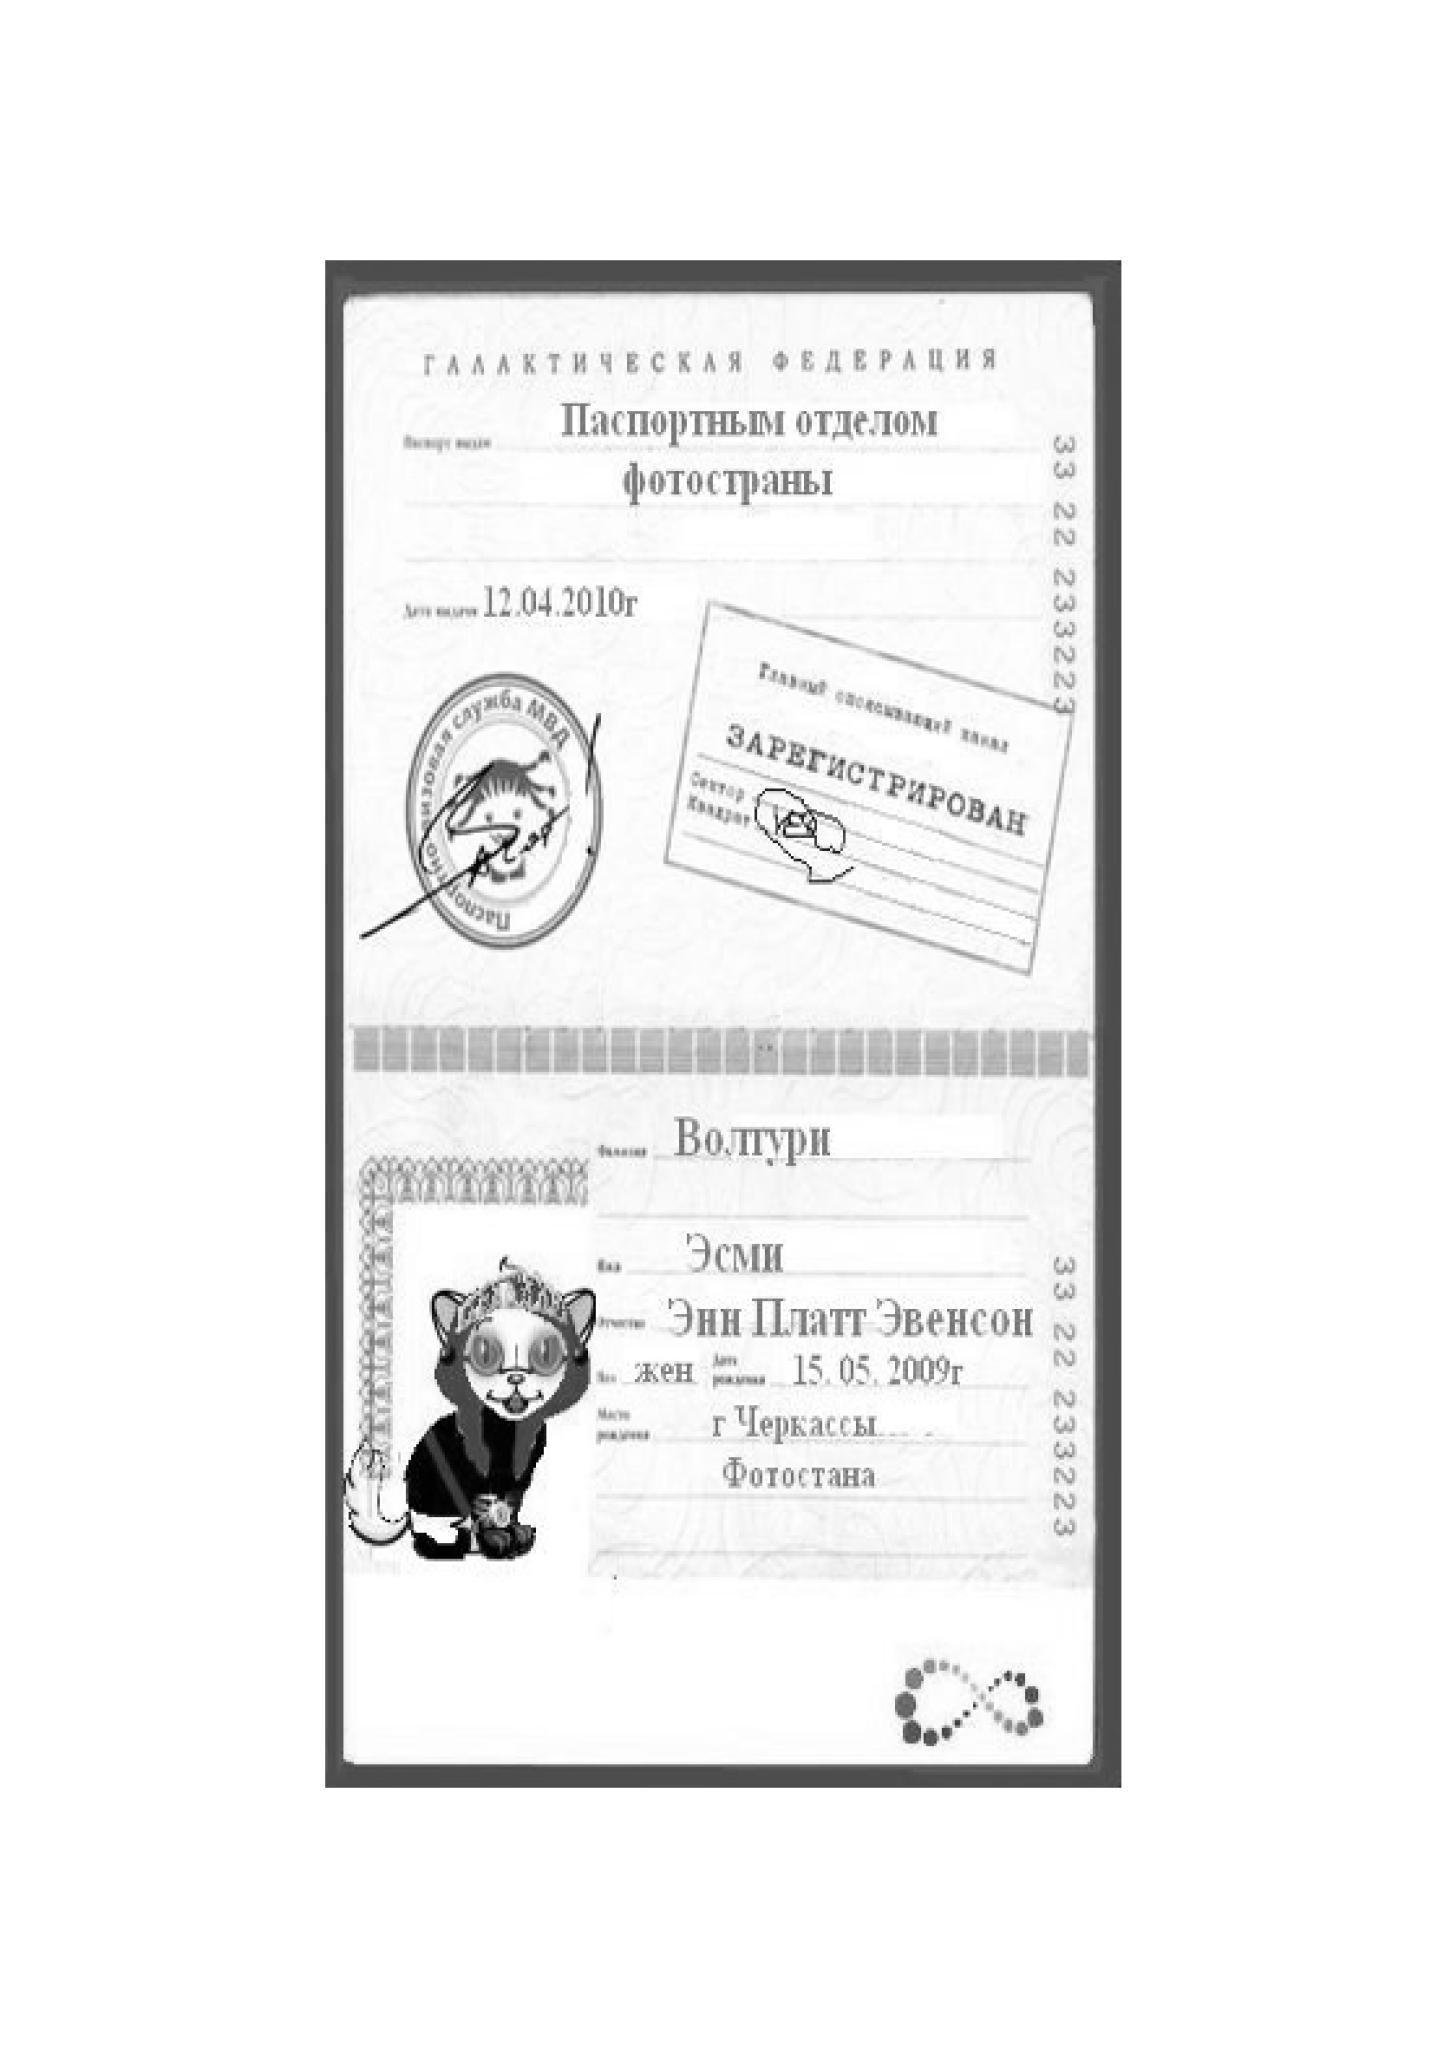 ГАЛАКТИЧЕСКАЯ ФЕДЕРАЦИЯ
Паспорт выдан Паспортным отделом
фотостраны
Дата выдачи 12.04.2010г
33 22 233223
Паспортно-визовая служба МВД
Главный опоясывающий канал
ЗАРЕГИСТРИРОВАН
Сектор
Квадрат
Фамилия Волтури
Имя Эсми
Отчество Энн Платт Эвенсон
Пол жен Дата рождения 15. 05. 2009г
Место рождения г Черкассы
Фотостана
33 22 233223